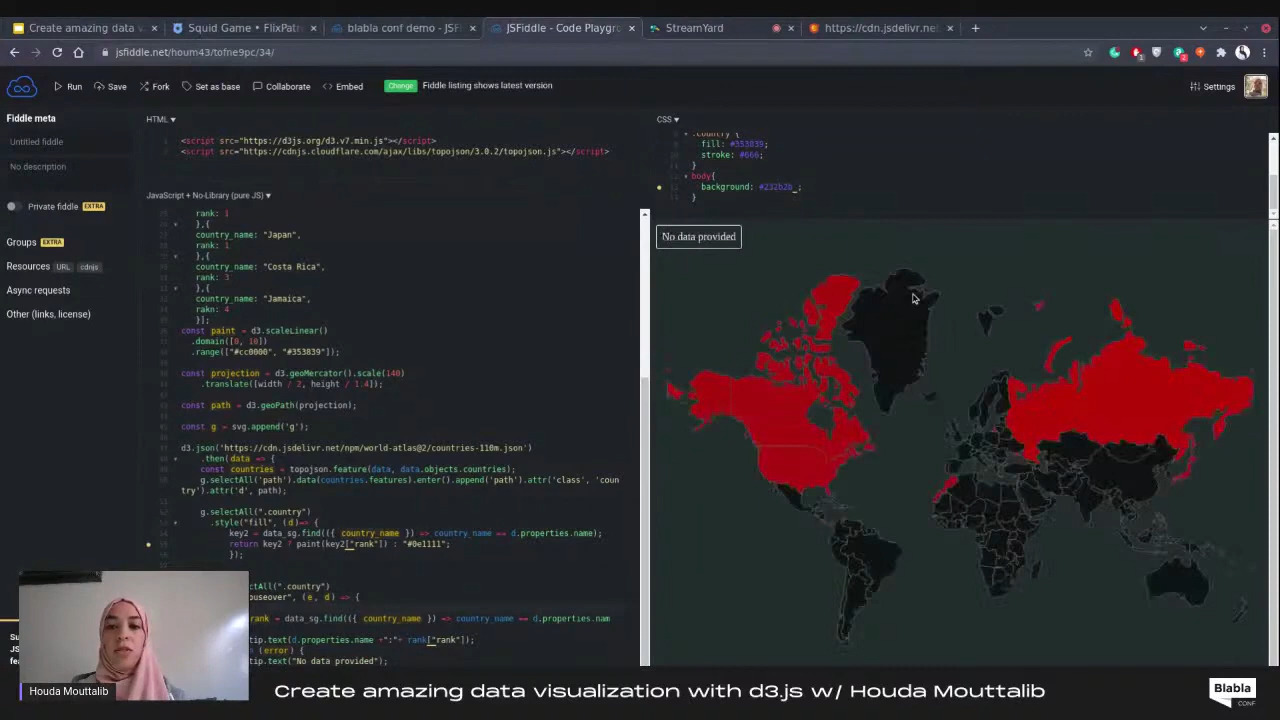 Create amazing data v
Squid Game • FlixPatr
blabla conf demo - JSFi
JSFiddle - Code Playgro
StreamYard
https://cdn.jsdelivr.ne
jsfiddle.net/houm43/tofne9pc/34/
Run
Save
Fork
Set as base
Collaborate
Embed
Change
Fiddle listing shows latest version
Settings
Fiddle meta
Untitled fiddle
No description
Private fiddle EXTRA
Groups EXTRA
Resources URL cdnjs
Async requests
Other (links, license)
HTML
<script src="https://d3js.org/d3.v7.min.js"></script>
<script src="https://cdnjs.cloudflare.com/ajax/libs/topojson/3.0.2/topojson.js"></script>
JavaScript + No-Library (pure JS)
rank: 1
},{
country_name: "Japan",
rank: 1
},{
country_name: "Costa Rica",
rank: 3
},{
country_name: "Jamaica",
rakn: 4
}];
const paint = d3.scaleLinear()
.domain([0, 10])
.range(["#cc0000", "#353839"]);
const projection = d3.geoMercator().scale(140)
.translate([width / 2, height / 1.4]);
const path = d3.geoPath(projection);
const g = svg.append('g');
d3.json('https://cdn.jsdelivr.net/npm/world-atlas@2/countries-110m.json')
.then(data => {
const countries = topojson.feature(data, data.objects.countries);
g.selectAll('path').data(countries.features).enter().append('path').attr('class', 'coun
try').attr('d', path);
g.selectAll(".country")
.style("fill", (d)=> {
key2 = data_sg.find(({ country_name }) => country_name == d.properties.name);
return key2 ? paint(key2["rank"]) : "#0e1111";
});
ctAll(".country")
ouseover", (e, d) => {
rank = data_sg.find(({ country_name }) => country_name == d.properties.nam
tip.text(d.properties.name +":"+ rank["rank"]);
(error) {
tip.text("No data provided");
CSS
.country {
fill: #353839;
stroke: #666;
}
body{
background: #232b2b_;
}
No data provided
Houda Mouttalib
Create amazing data visualization with d3.js w/ Houda Mouttalib
Blabla
CONF